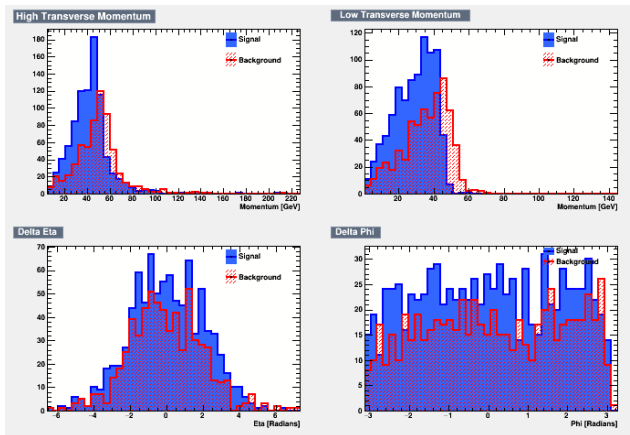 High Transverse Momentum
Signal
Background
180
160
140
120
100
80
60
40
20
0
20 40 60 80 100 120 140 160 180 200 220
Momentum [GeV]
Low Transverse Momentum
Signal
Background
120
100
80
60
40
20
0
20 40 60 80 100 120 140
Momentum [GeV]
Delta Eta
Signal
Background
70
60
50
40
30
20
10
0
−6 −4 −2 0 2 4 6
Eta [Radians]
Delta Phi
Signal
Background
30
25
20
15
10
5
0
−3 −2 −1 0 1 2 3
Phi [Radians]